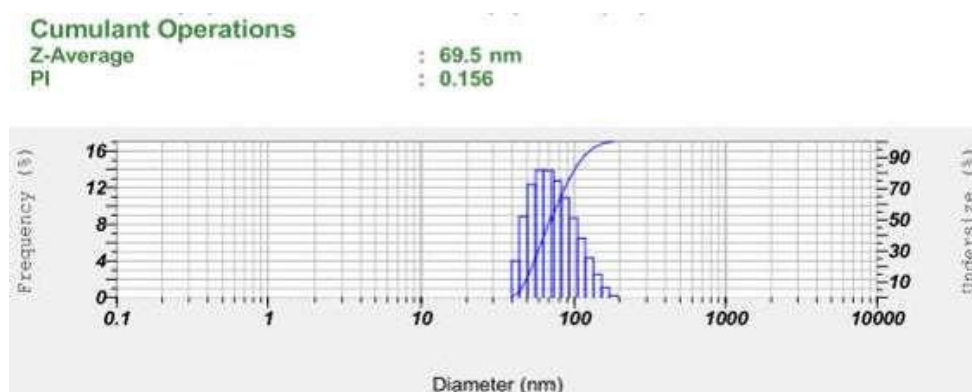 Cumulant Operations
Z-Average : 69.5 nm
PI : 0.156
Frequency (%)
16
12
8
4
0
90
70
50
30
10
Undersize (%)
0.1 1 10 100 1000 10000
Diameter (nm)